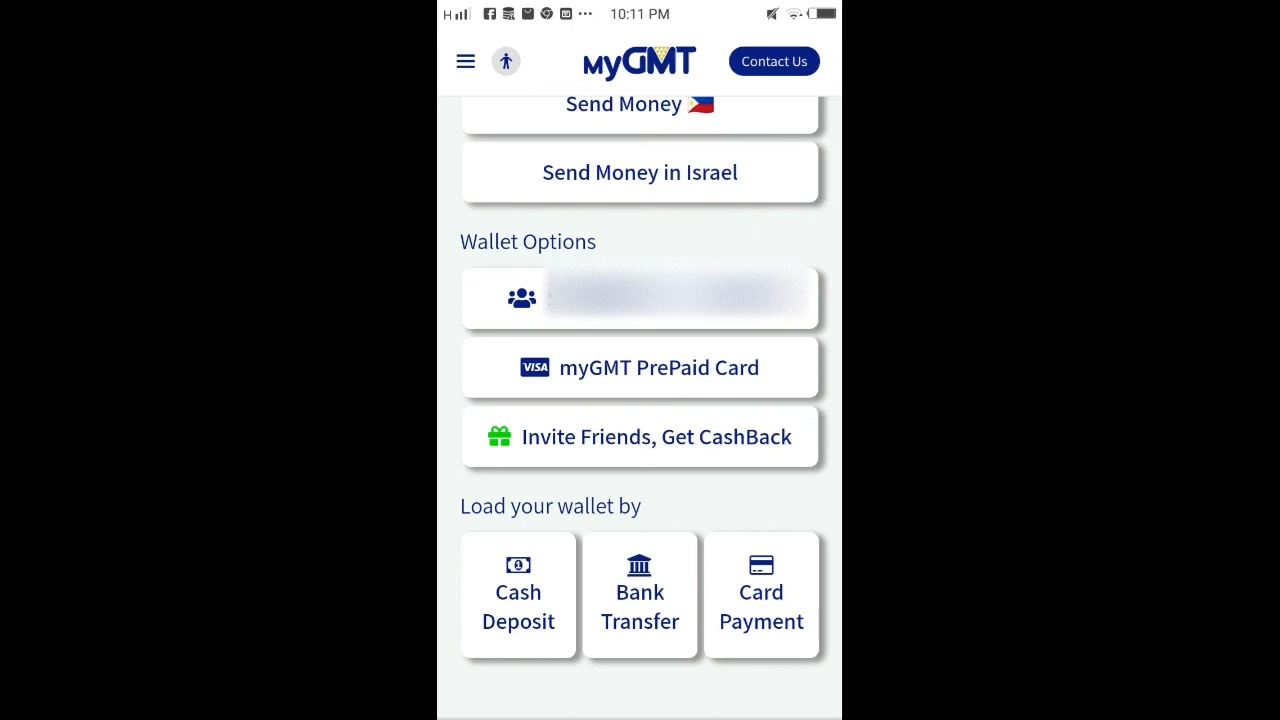 H 10:11 PM
myGMT
Contact Us
Send Money 🇵🇭
Send Money in Israel
Wallet Options
VISA myGMT PrePaid Card
Invite Friends, Get CashBack
Load your wallet by
Cash
Deposit
Bank
Transfer
Card
Payment